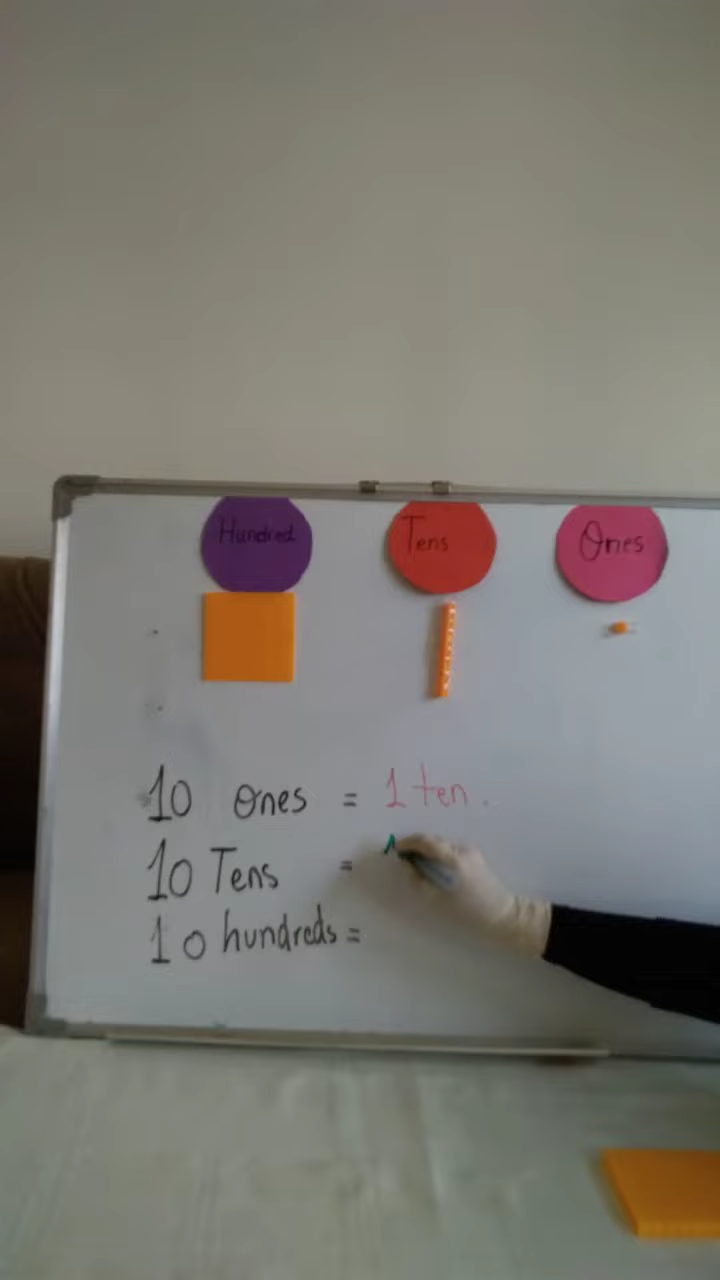 Hundred Tens Ones
10 Ones = 1 ten.
10 Tens =
10 hundreds =